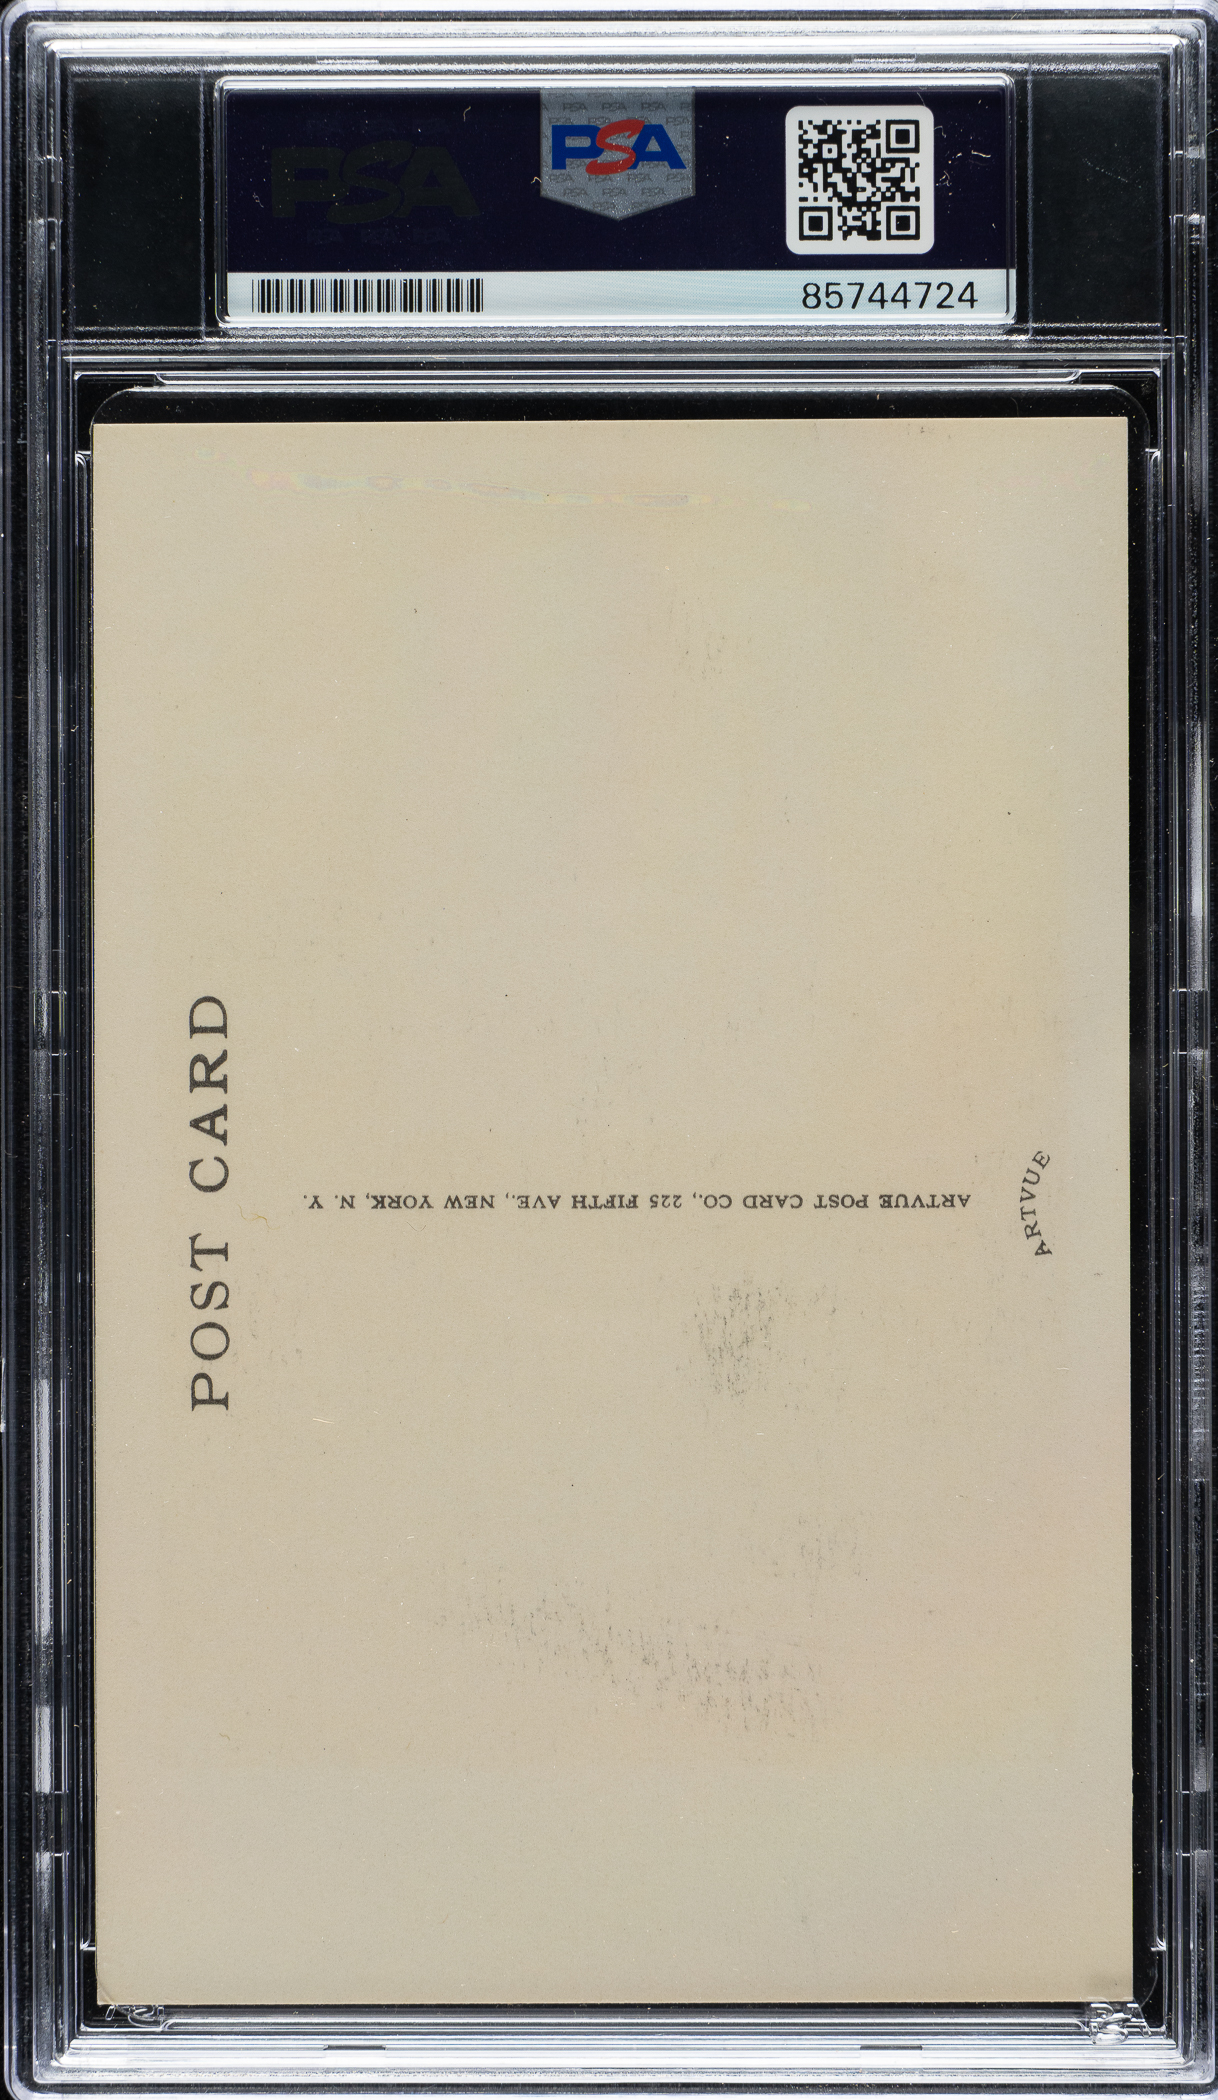 PSA
85744724
POST CARD
ARTVUE POST CARD CO., 225 FIFTH AVE., NEW YORK, N. Y.
ARTVUE